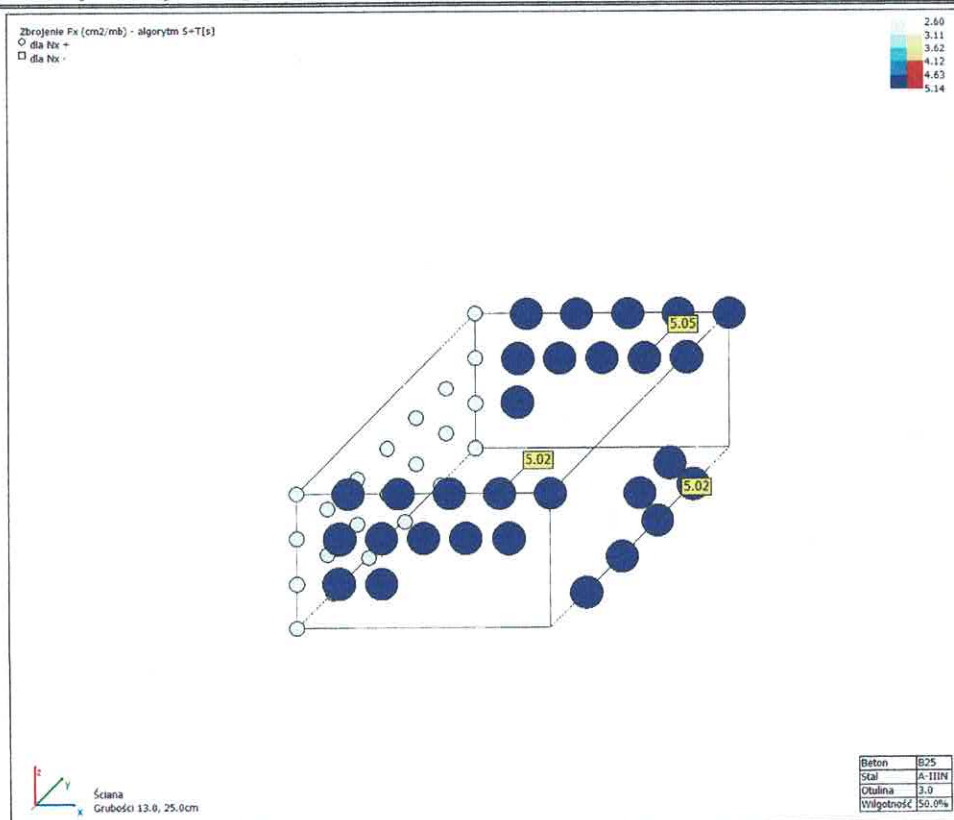 Zbrojenie Fx (cm2/mb) - algorytm S+T[s]
dla Nx +
dla Nx -
2.60
3.11
3.62
4.12
4.63
5.14
5.05
5.02
5.02
z
y
x
Ściana
Grubości 13.0, 25.0cm
Beton B25
Stal A-IIIN
Otulina 3.0
Wilgotność 50.0%